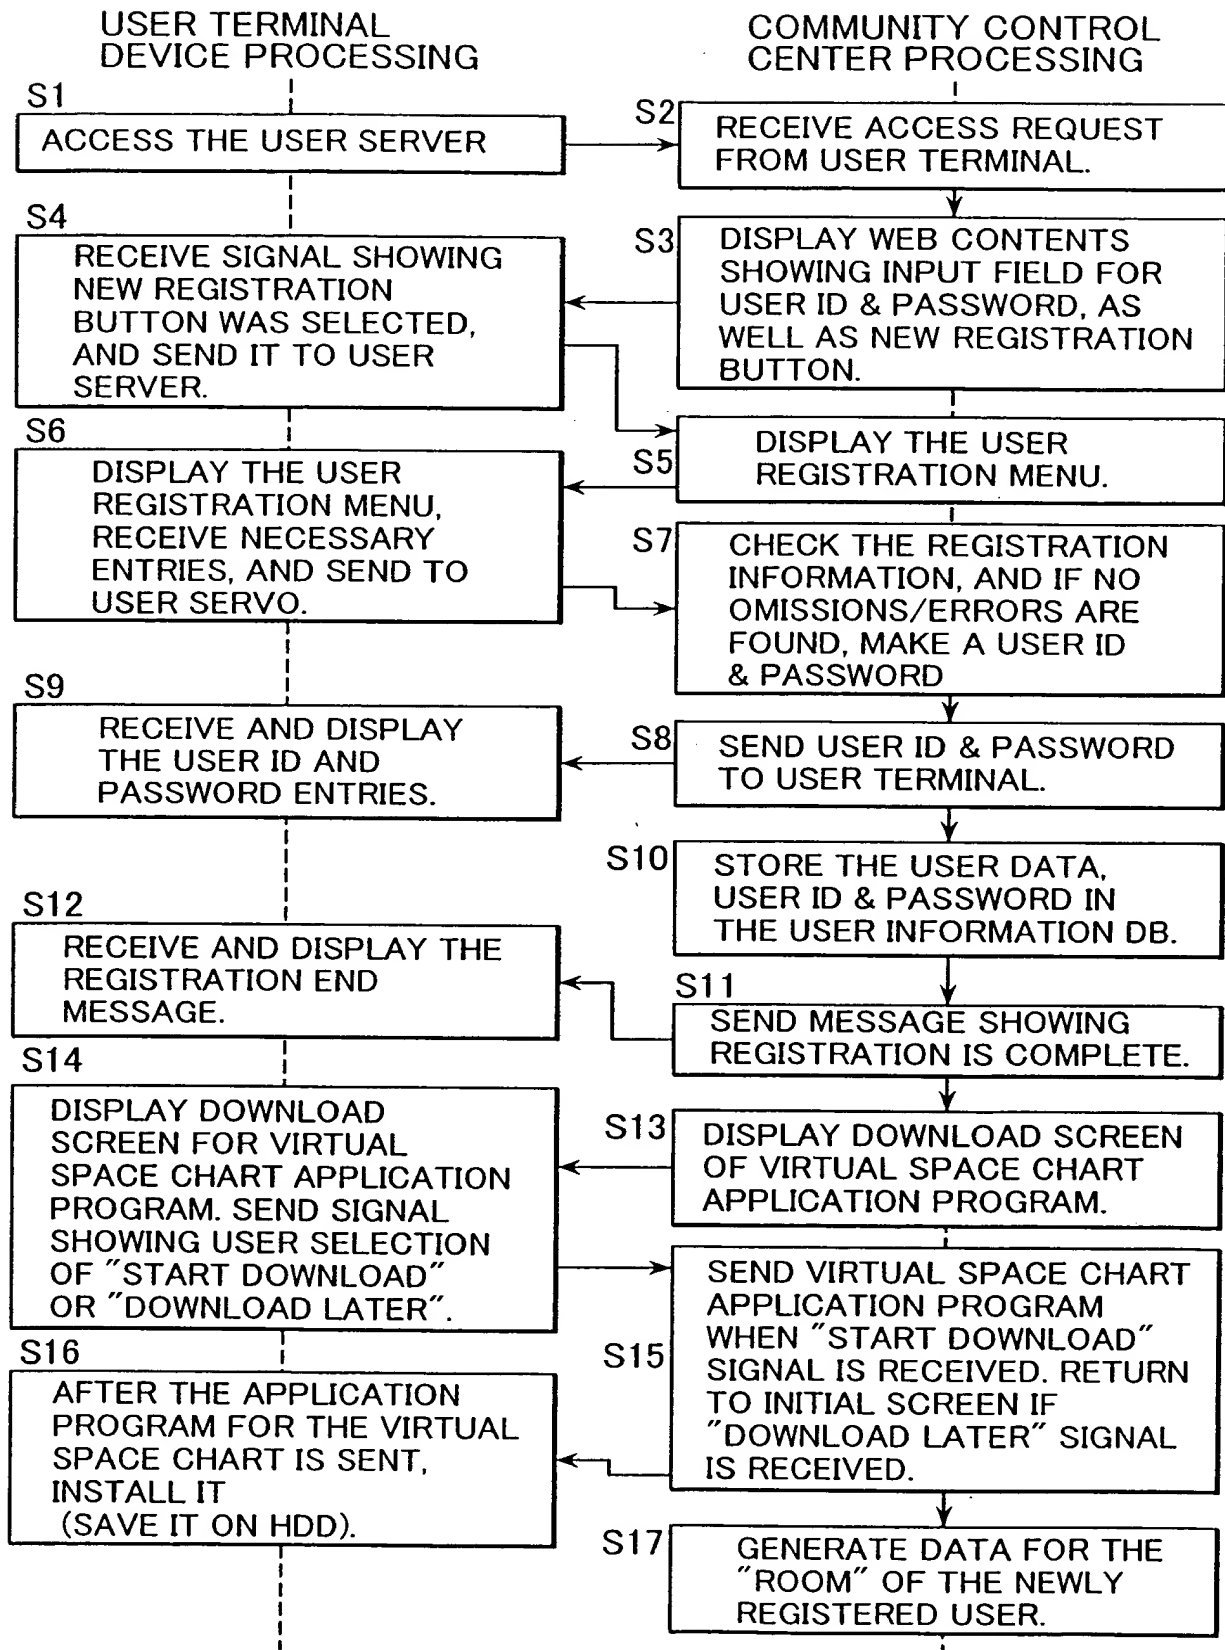 USER TERMINAL
DEVICE PROCESSING
COMMUNITY CONTROL
CENTER PROCESSING
S1
ACCESS THE USER SERVER
S2
RECEIVE ACCESS REQUEST
FROM USER TERMINAL.
S4
RECEIVE SIGNAL SHOWING
NEW REGISTRATION
BUTTON WAS SELECTED,
AND SEND IT TO USER
SERVER.
S3
DISPLAY WEB CONTENTS
SHOWING INPUT FIELD FOR
USER ID & PASSWORD, AS
WELL AS NEW REGISTRATION
BUTTON.
S5
DISPLAY THE USER
REGISTRATION MENU.
S6
DISPLAY THE USER
REGISTRATION MENU,
RECEIVE NECESSARY
ENTRIES, AND SEND TO
USER SERVO.
S7
CHECK THE REGISTRATION
INFORMATION, AND IF NO
OMISSIONS/ERRORS ARE
FOUND, MAKE A USER ID
& PASSWORD
S9
RECEIVE AND DISPLAY
THE USER ID AND
PASSWORD ENTRIES.
S8
SEND USER ID & PASSWORD
TO USER TERMINAL.
S10
STORE THE USER DATA,
USER ID & PASSWORD IN
THE USER INFORMATION DB.
S12
RECEIVE AND DISPLAY THE
REGISTRATION END
MESSAGE.
S11
SEND MESSAGE SHOWING
REGISTRATION IS COMPLETE.
S14
DISPLAY DOWNLOAD
SCREEN FOR VIRTUAL
SPACE CHART APPLICATION
PROGRAM. SEND SIGNAL
SHOWING USER SELECTION
OF "START DOWNLOAD"
OR "DOWNLOAD LATER".
S13
DISPLAY DOWNLOAD SCREEN
OF VIRTUAL SPACE CHART
APPLICATION PROGRAM.
S15
SEND VIRTUAL SPACE CHART
APPLICATION PROGRAM
WHEN "START DOWNLOAD"
SIGNAL IS RECEIVED. RETURN
TO INITIAL SCREEN IF
"DOWNLOAD LATER" SIGNAL
IS RECEIVED.
S16
AFTER THE APPLICATION
PROGRAM FOR THE VIRTUAL
SPACE CHART IS SENT,
INSTALL IT
(SAVE IT ON HDD).
S17
GENERATE DATA FOR THE
"ROOM" OF THE NEWLY
REGISTERED USER.